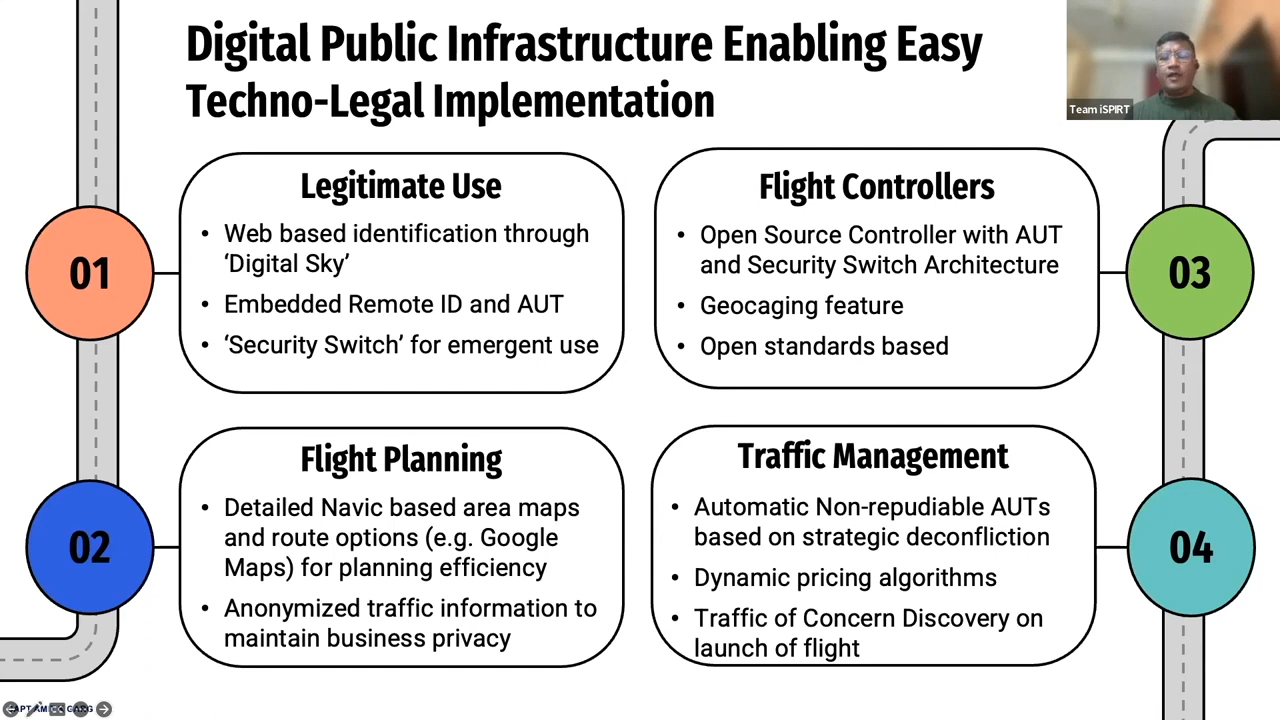 Digital Public Infrastructure Enabling Easy
Techno-Legal Implementation
Team iSPIRT
01
Legitimate Use
• Web based identification through
‘Digital Sky’
• Embedded Remote ID and AUT
• ‘Security Switch’ for emergent use
03
Flight Controllers
• Open Source Controller with AUT
and Security Switch Architecture
• Geocaging feature
• Open standards based
02
Flight Planning
• Detailed Navic based area maps
and route options (e.g. Google
Maps) for planning efficiency
• Anonymized traffic information to
maintain business privacy
04
Traffic Management
• Automatic Non-repudiable AUTs
based on strategic deconfliction
• Dynamic pricing algorithms
• Traffic of Concern Discovery on
launch of flight